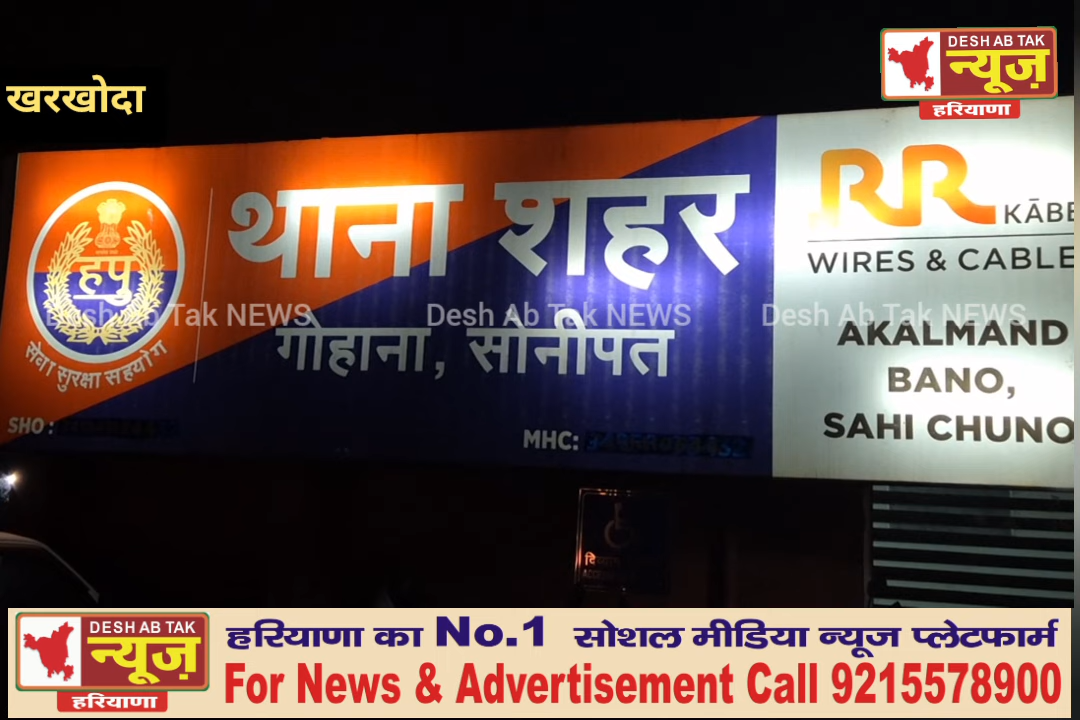 DESH AB TAK
न्यूज़
हरियाणा
खरखोदा
RR
KĀBE
WIRES & CABLE
थाना शहर
हपु
सेवा सुरक्षा सहयोग
Desh Ab Tak NEWS Desh Ab Tak NEWS Desh Ab Tak NEWS
गोहाना, सोनीपत
AKALMAND
BANO,
SAHI CHUNO
SHO :
MHC:
DESH AB TAK
न्यूज़
हरियाणा
हरियाणा का No.1 सोशल मीडिया न्यूज प्लेटफार्म
For News & Advertisement Call 9215578900